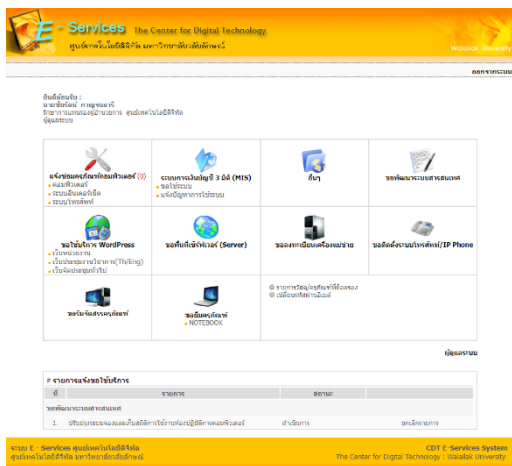 E - Services The Center for Digital Technology
ศูนย์เทคโนโลยีดิจิทัล มหาวิทยาลัยวลัยลักษณ์
Walailak University
ออกจากระบบ
ยินดีต้อนรับ :
รักษาการแทนรองผู้อำนวยการ ศูนย์เทคโนโลยีดิจิทัล
ผู้ดูแลระบบ
แจ้งซ่อมครุภัณฑ์คอมพิวเตอร์ (0)
คอมพิวเตอร์
ระบบอินเตอร์เน็ต
ระบบโทรศัพท์
ระบบการเงินบัญชี 3 มิติ (MIS)
ขอใช้ระบบ
แจ้งปัญหาการใช้ระบบ
อื่นๆ
ขอพัฒนาระบบสารสนเทศ
ขอใช้บริการ WordPress
เว็บหน่วยงาน
เว็บประชุมงานวิชาการ(Th/Eng)
เว็บจัดประชุมทั่วไป
ขอพื้นที่เซิร์ฟเวอร์ (Server)
ขอจดทะเบียนเครื่องแม่ข่าย
ขอติดตั้งระบบโทรศัพท์/IP Phone
ขอรับจัดสรรครุภัณฑ์
ขอยืมครุภัณฑ์
NOTEBOOK
รายการวัสดุ/ครุภัณฑ์ที่ถือครอง
เปลี่ยนรหัสผ่านอีเมล์
ผู้ดูแลระบบ
# รายการแจ้งขอใช้บริการ
ที่ รายการ สถานะ
ขอพัฒนาระบบสารสนเทศ
1. ปรับปรุงระบบจองและเก็บสถิติการใช้งานห้องปฏิบัติการคอมพิวเตอร์ ดำเนินการ ยกเลิกรายการ
ระบบ E - Services ศูนย์เทคโนโลยีดิจิทัล
ศูนย์เทคโนโลยีดิจิทัล มหาวิทยาลัยวลัยลักษณ์
CDT E-Services System
The Center for Digital Technology : Walailak University